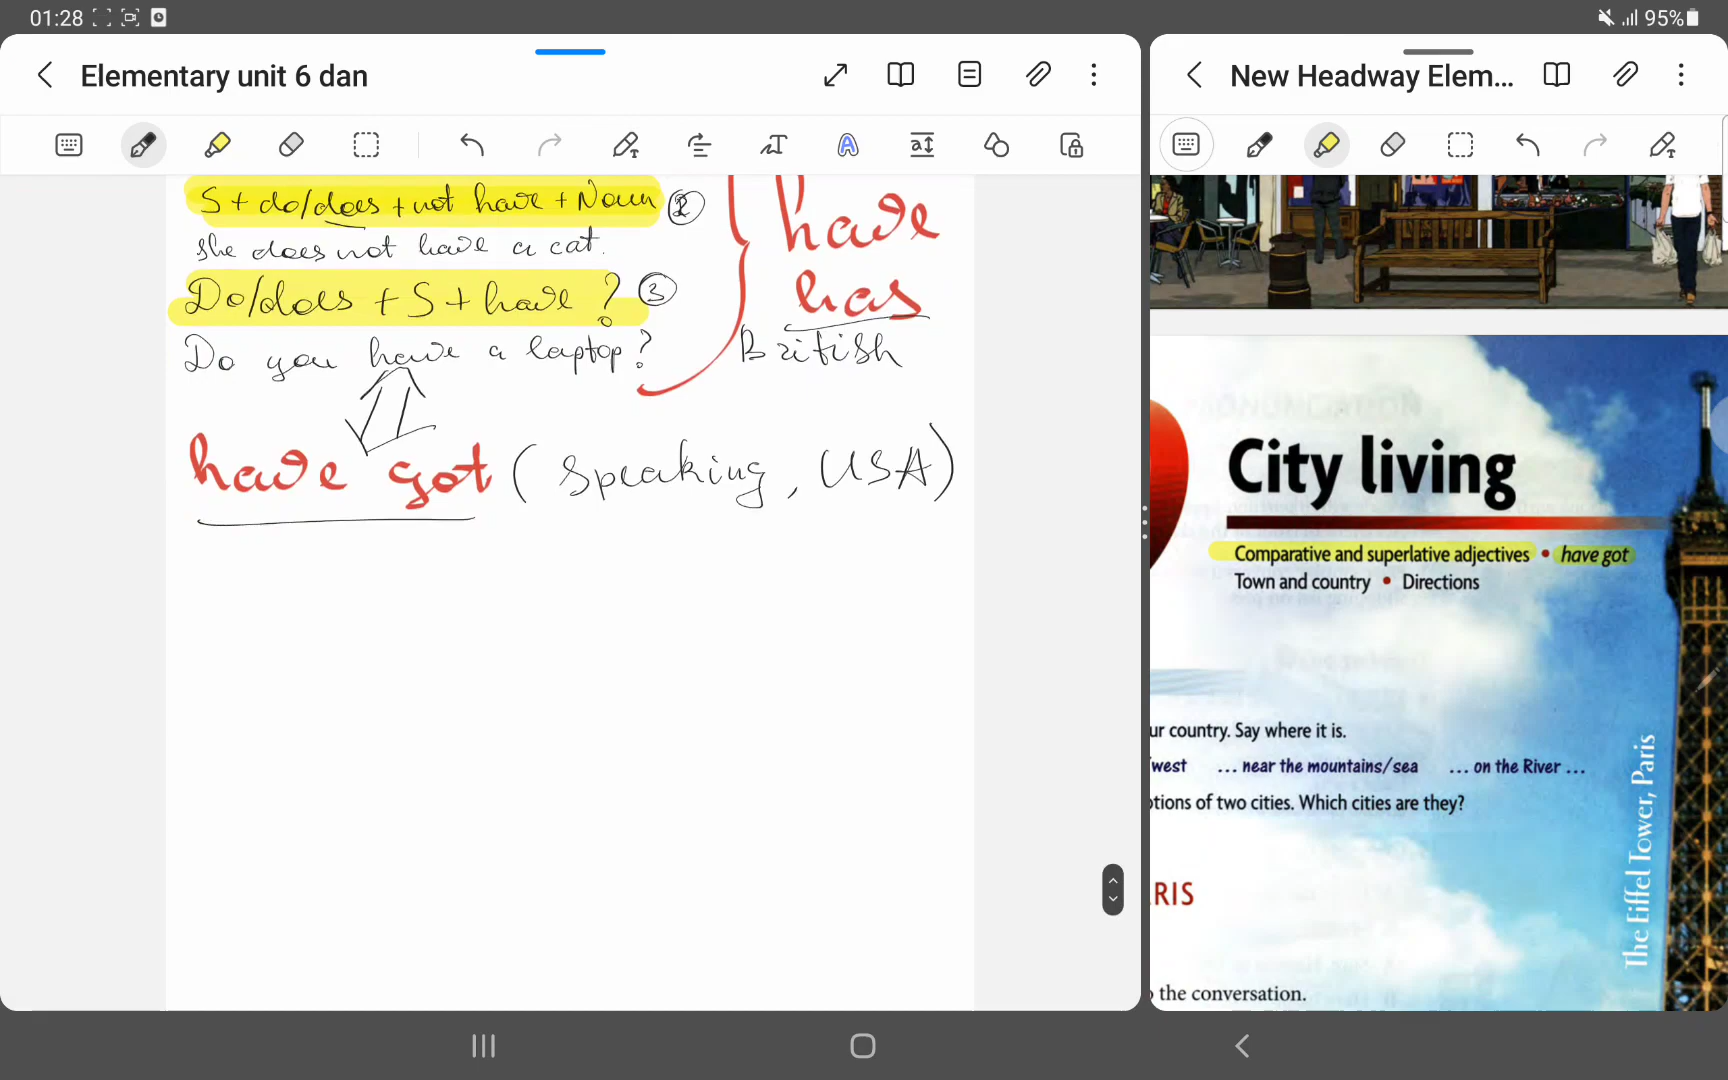 01:28
95%
Elementary unit 6 dan
S + do/does + not have + Noun 2
She does not have a cat.
Do/does + S + have ? 3
Do you have a laptop?
have
has
British
have got ( Speaking, USA)
New Headway Elem...
City living
Comparative and superlative adjectives • have got
Town and country • Directions
ur country. Say where it is.
west ... near the mountains/sea ... on the River ...
tions of two cities. Which cities are they?
RIS
The Eiffel Tower, Paris
the conversation.